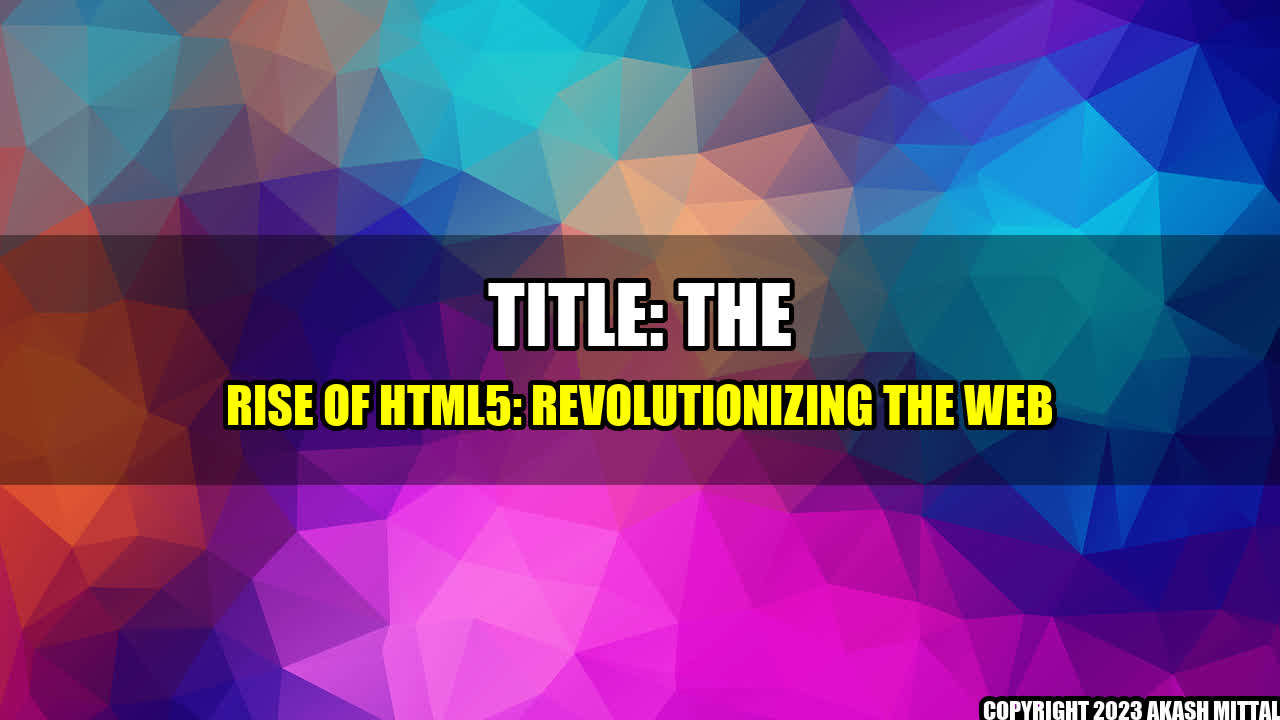 TITLE: THE
RISE OF HTML5: REVOLUTIONIZING THE WEB
COPYRIGHT 2023 AKASH MITTAL